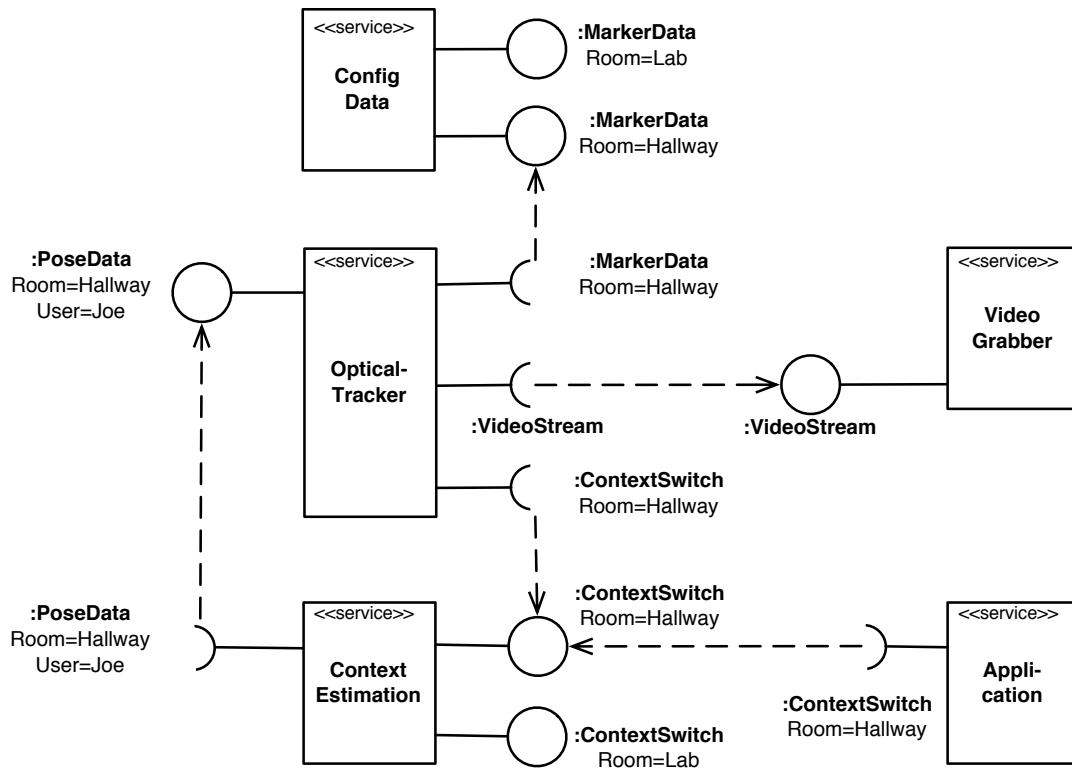 <<service>>
Config
Data
:MarkerData
Room=Lab
:MarkerData
Room=Hallway
:PoseData
Room=Hallway
User=Joe
<<service>>
Optical-
Tracker
:MarkerData
Room=Hallway
<<service>>
Video
Grabber
:VideoStream
:VideoStream
:ContextSwitch
Room=Hallway
:PoseData
Room=Hallway
User=Joe
<<service>>
Context
Estimation
:ContextSwitch
Room=Hallway
<<service>>
Appli-
cation
:ContextSwitch
Room=Hallway
:ContextSwitch
Room=Lab